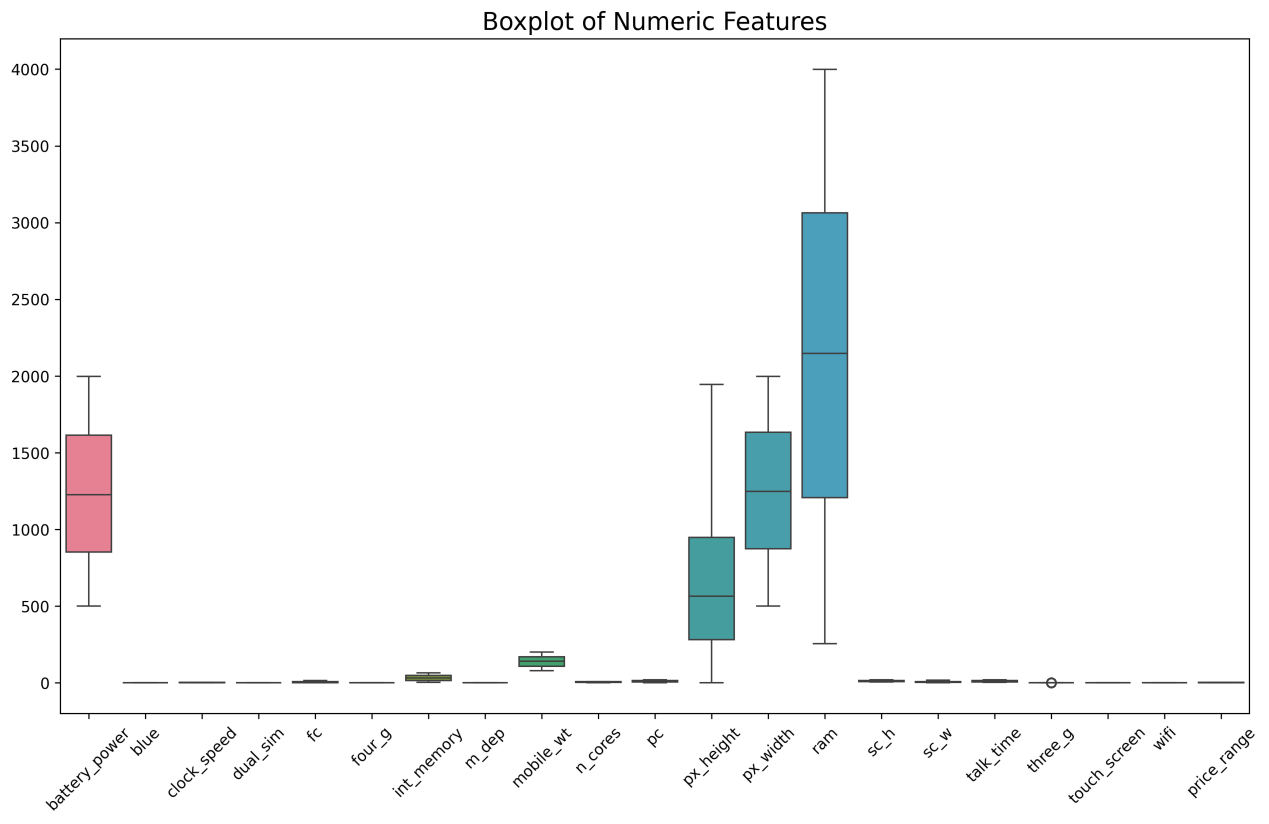 Boxplot of Numeric Features
4000
3500
3000
2500
2000
1500
1000
500
0
battery_power
blue
clock_speed
dual_sim
fc
four_g
int_memory
m_dep
mobile_wt
n_cores
pc
px_height
px_width
ram
sc_h
sc_w
talk_time
three_g
touch_screen
wifi
price_range